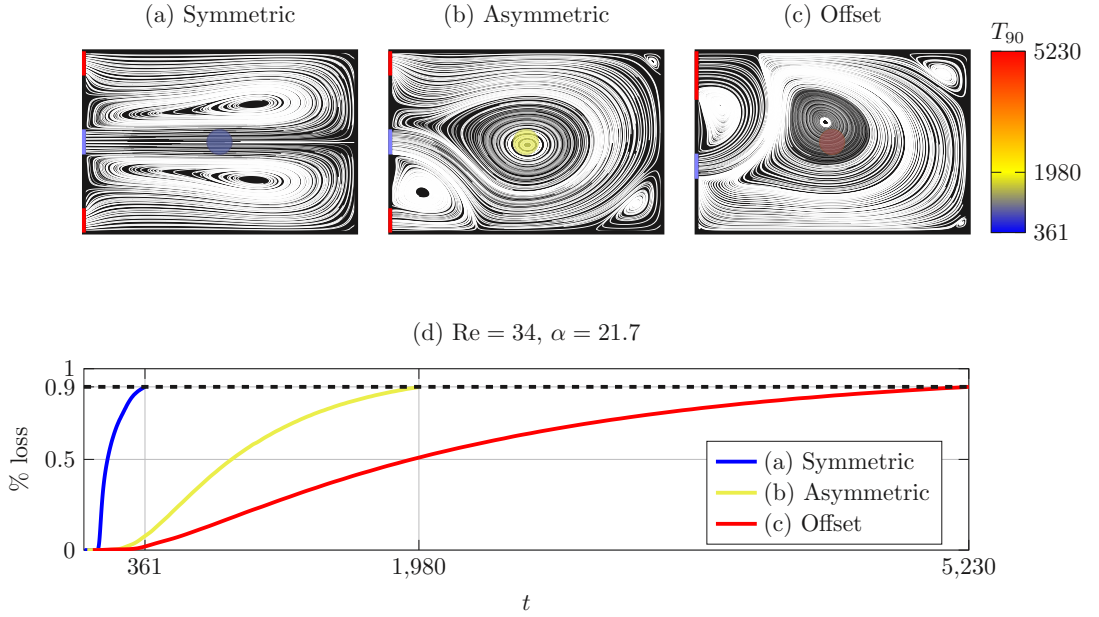 (a) Symmetric
(b) Asymmetric
(c) Offset
T90
5230
1980
361
(d) Re = 34, α = 21.7
1
0.9
0.5
0
% loss
361
1,980
5,230
t
(a) Symmetric
(b) Asymmetric
(c) Offset